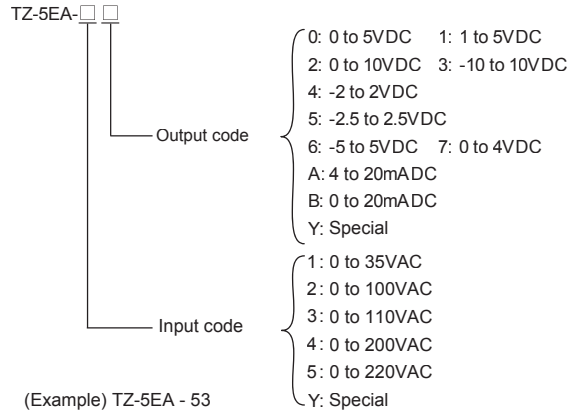 TZ-5EA-□ □
0: 0 to 5VDC 1: 1 to 5VDC
2: 0 to 10VDC 3: -10 to 10VDC
4: -2 to 2VDC
5: -2.5 to 2.5VDC
Output code
6: -5 to 5VDC 7: 0 to 4VDC
A: 4 to 20mADC
B: 0 to 20mADC
Y: Special
1: 0 to 35VAC
2: 0 to 100VAC
3: 0 to 110VAC
Input code
4: 0 to 200VAC
5: 0 to 220VAC
Y: Special
(Example) TZ-5EA - 53